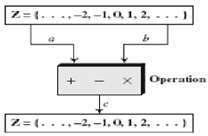 Z = { . . . , −2, −1, 0, 1, 2, . . . }
a b
+ − × Operation
c
Z = { . . . , −2, −1, 0, 1, 2, . . . }